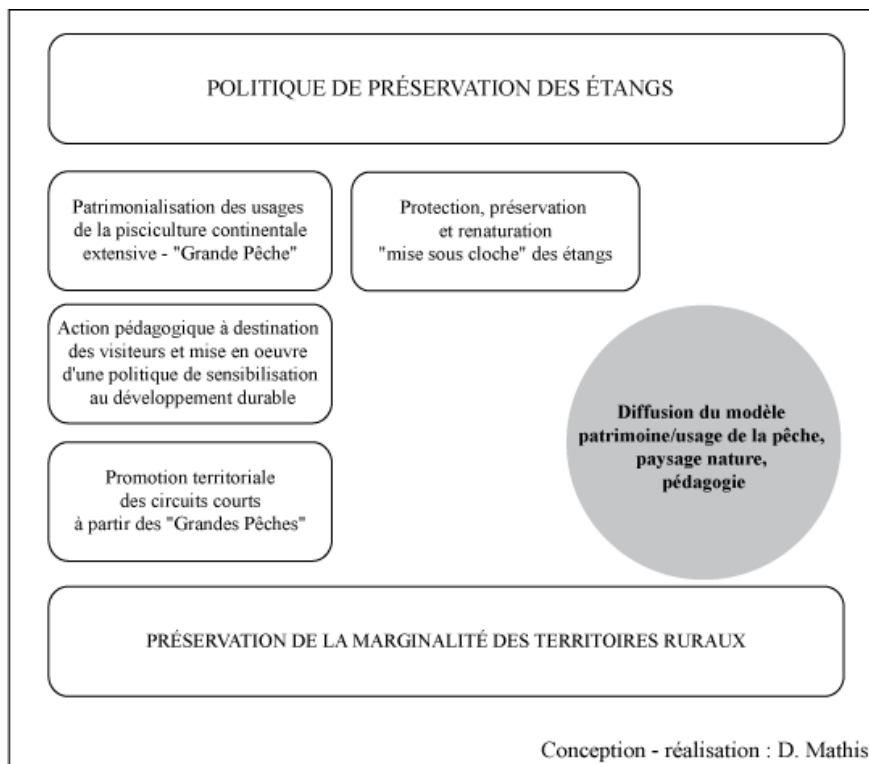 POLITIQUE DE PRÉSERVATION DES ÉTANGS
Patrimonialisation des usages
de la pisciculture continentale
extensive - "Grande Pêche"
Protection, préservation
et renaturation
"mise sous cloche" des étangs
Action pédagogique à destination
des visiteurs et mise en oeuvre
d'une politique de sensibilisation
au développement durable
Diffusion du modèle
patrimoine/usage de la pêche,
paysage nature,
pédagogie
Promotion territoriale
des circuits courts
à partir des "Grandes Pêches"
PRÉSERVATION DE LA MARGINALITÉ DES TERRITOIRES RURAUX
Conception - réalisation : D. Mathis